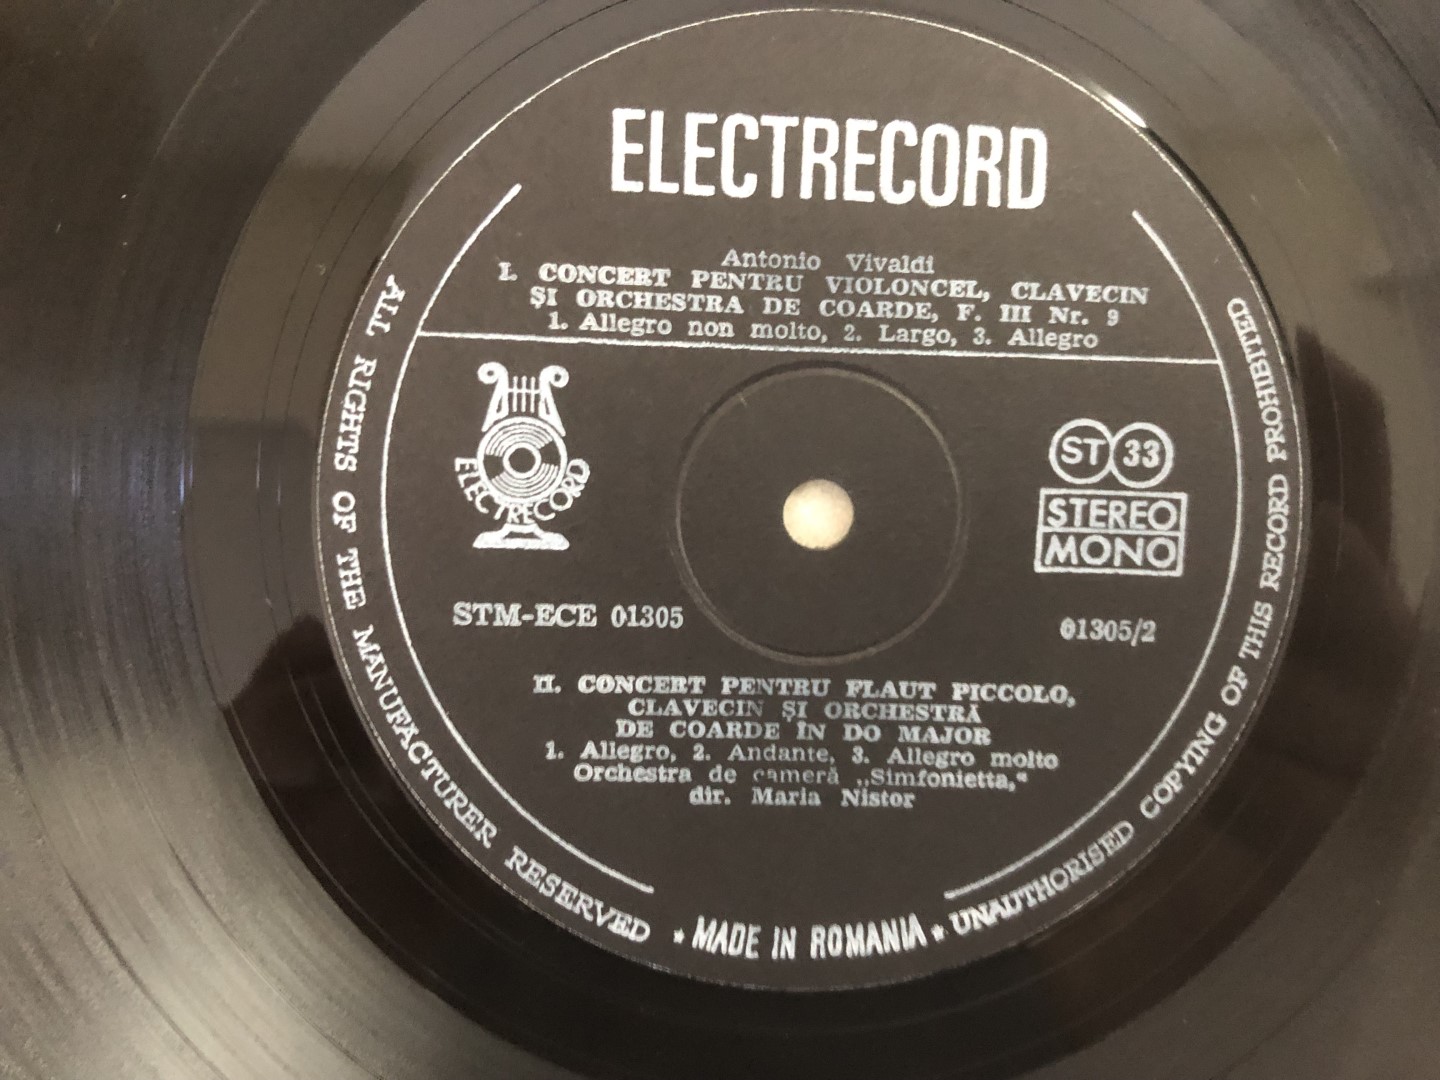 ELECTRECORD
Antonio Vivaldi
I. CONCERT PENTRU VIOLONCEL, CLAVECIN
ȘI ORCHESTRA DE COARDE, F. III Nr. 9
1. Allegro non molto, 2. Largo, 3. Allegro
ELECTRECORD
ST 33
STEREO
MONO
STM-ECE 01305
01305/2
II. CONCERT PENTRU FLAUT PICCOLO,
CLAVECIN ȘI ORCHESTRĂ
DE COARDE ÎN DO MAJOR
1. Allegro, 2. Andante, 3. Allegro molto
Orchestra de cameră „Simfonietta,“
dir. Maria Nistor
ALL RIGHTS OF THE MANUFACTURER RESERVED
★ MADE IN ROMANIA ★
UNAUTHORISED COPYING OF THIS RECORD PROHIBITED